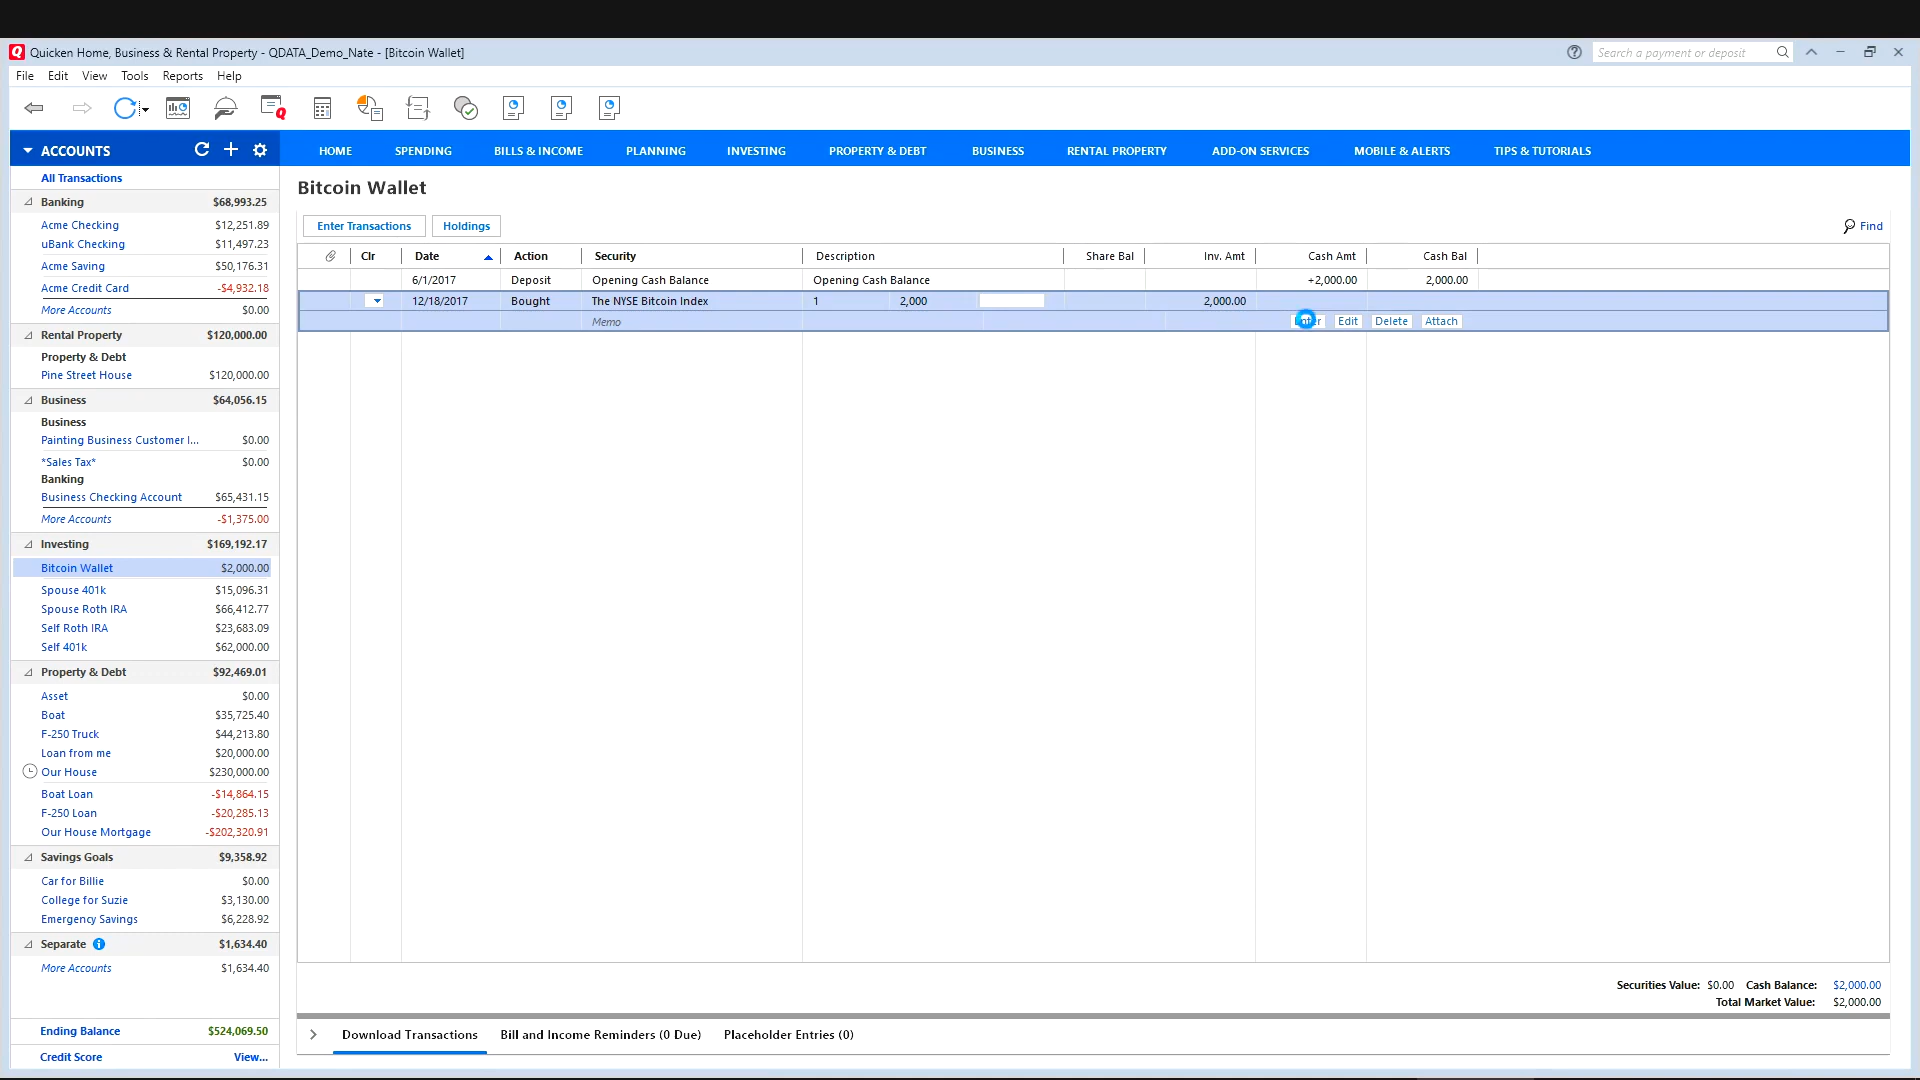 Quicken Home, Business & Rental Property - QDATA_Demo_Nate - [Bitcoin Wallet]
Search a payment or deposit
File Edit View Tools Reports Help
ACCOUNTS
HOME SPENDING BILLS & INCOME PLANNING INVESTING PROPERTY & DEBT BUSINESS RENTAL PROPERTY ADD-ON SERVICES MOBILE & ALERTS TIPS & TUTORIALS
All Transactions
Banking $68,993.25
Acme Checking $12,251.89
uBank Checking $11,497.23
Acme Saving $50,176.31
Acme Credit Card -$4,932.18
More Accounts $0.00
Rental Property $120,000.00
Property & Debt
Pine Street House $120,000.00
Business $64,056.15
Business
Painting Business Customer I... $0.00
*Sales Tax* $0.00
Banking
Business Checking Account $65,431.15
More Accounts -$1,375.00
Investing $169,192.17
Bitcoin Wallet $2,000.00
Spouse 401k $15,096.31
Spouse Roth IRA $66,412.77
Self Roth IRA $23,683.09
Self 401k $62,000.00
Property & Debt $92,469.01
Asset $0.00
Boat $35,725.40
F-250 Truck $44,213.80
Loan from me $20,000.00
Our House $230,000.00
Boat Loan -$14,864.15
F-250 Loan -$20,285.13
Our House Mortgage -$202,320.91
Savings Goals $9,358.92
Car for Billie $0.00
College for Suzie $3,130.00
Emergency Savings $6,228.92
Separate $1,634.40
More Accounts $1,634.40
Ending Balance $524,069.50
Credit Score View...
Bitcoin Wallet
Enter Transactions Holdings Find
Clr Date Action Security Description Share Bal Inv. Amt Cash Amt Cash Bal
6/1/2017 Deposit Opening Cash Balance Opening Cash Balance +2,000.00 2,000.00
12/18/2017 Bought The NYSE Bitcoin Index 1 2,000 2,000.00
Memo Edit Delete Attach
Securities Value: $0.00 Cash Balance: $2,000.00
Total Market Value: $2,000.00
Download Transactions Bill and Income Reminders (0 Due) Placeholder Entries (0)